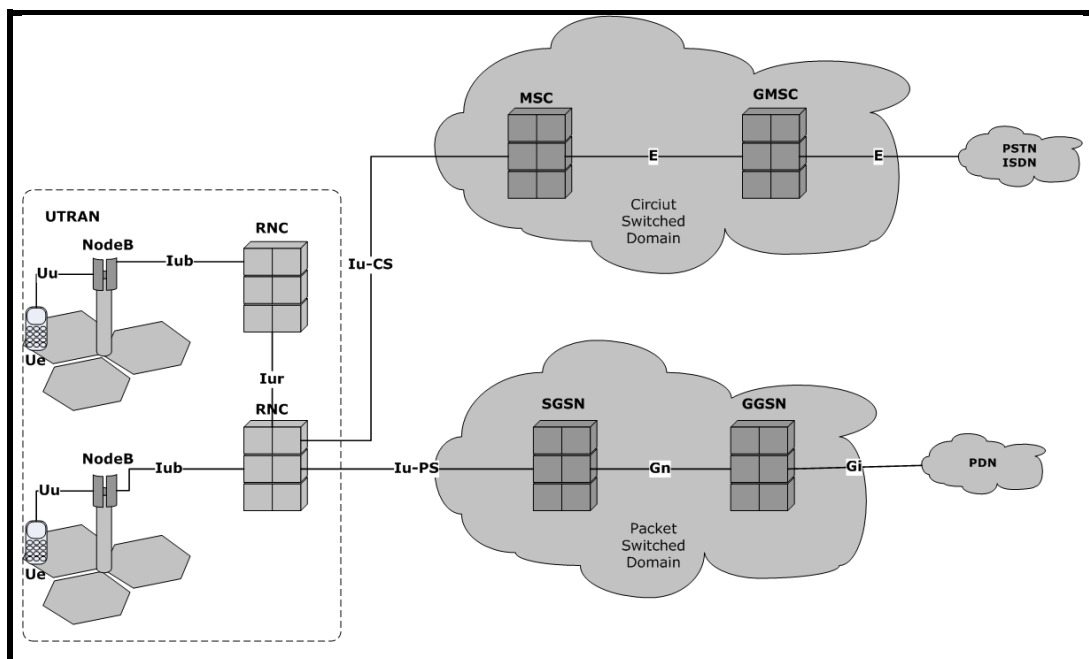 MSC
GMSC
E
E
PSTN
ISDN
Circiut
Switched
Domain
UTRAN
NodeB
RNC
Uu
Iub
Iu-CS
Ue
Iur
RNC
NodeB
Uu
Iub
Iu-PS
Ue
SGSN
GGSN
Gn
Gi
PDN
Packet
Switched
Domain